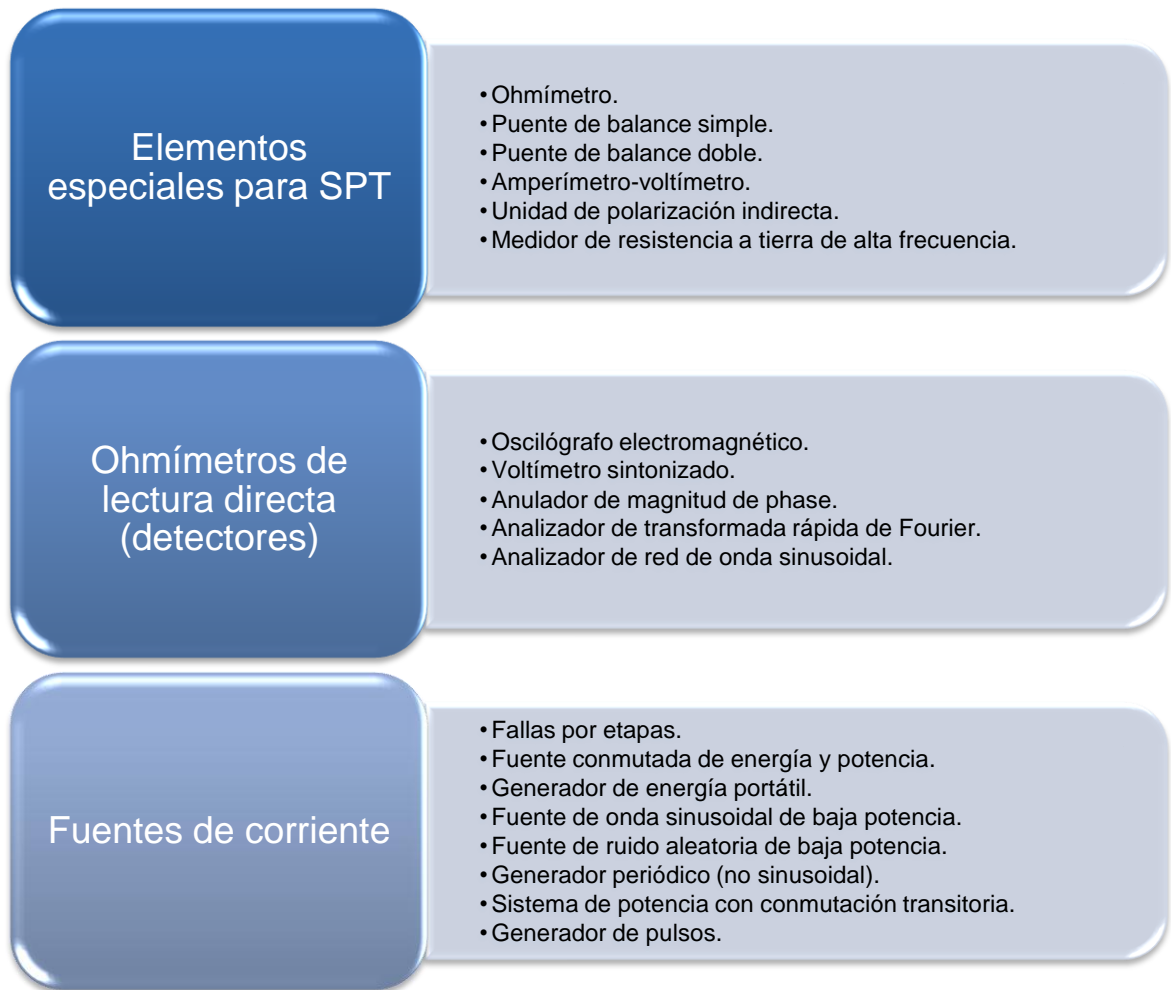 Elementos
especiales para SPT
•Ohmímetro.
•Puente de balance simple.
•Puente de balance doble.
•Amperímetro-voltímetro.
•Unidad de polarización indirecta.
•Medidor de resistencia a tierra de alta frecuencia.
Ohmímetros de
lectura directa
(detectores)
•Oscilógrafo electromagnético.
•Voltímetro sintonizado.
•Anulador de magnitud de phase.
•Analizador de transformada rápida de Fourier.
•Analizador de red de onda sinusoidal.
Fuentes de corriente
•Fallas por etapas.
•Fuente conmutada de energía y potencia.
•Generador de energía portátil.
•Fuente de onda sinusoidal de baja potencia.
•Fuente de ruido aleatoria de baja potencia.
•Generador periódico (no sinusoidal).
•Sistema de potencia con conmutación transitoria.
•Generador de pulsos.